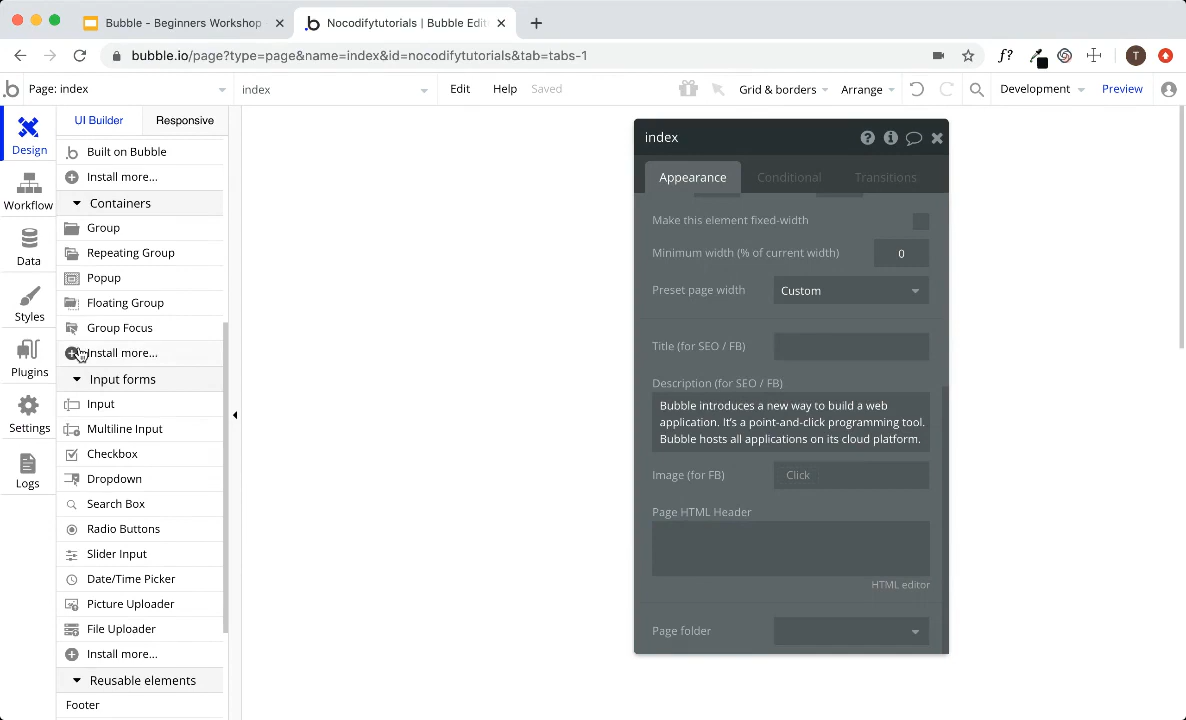 Bubble - Beginners Workshop
Nocodifytutorials | Bubble Edit
bubble.io/page?type=page&name=index&id=nocodifytutorials&tab=tabs-1
f?
T
Page: index
index
Edit
Help
Saved
Grid & borders
Arrange
Development
Preview
UI Builder
Responsive
Design
Workflow
Data
Styles
Plugins
Settings
Logs
Built on Bubble
Install more...
Containers
Group
Repeating Group
Popup
Floating Group
Group Focus
Install more...
Input forms
Input
Multiline Input
Checkbox
Dropdown
Search Box
Radio Buttons
Slider Input
Date/Time Picker
Picture Uploader
File Uploader
Install more...
Reusable elements
Footer
index
Appearance
Conditional
Transitions
Make this element fixed-width
Minimum width (% of current width)
0
Preset page width
Custom
Title (for SEO / FB)
Description (for SEO / FB)
Bubble introduces a new way to build a web
application. It's a point-and-click programming tool.
Bubble hosts all applications on its cloud platform.
Image (for FB)
Click
Page HTML Header
HTML editor
Page folder